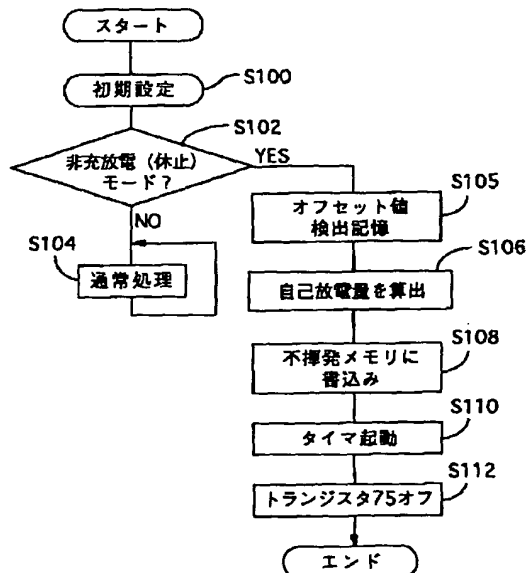 スタート
初期設定
S100
S102
非充放電（休止）
モード？
YES
NO
S104
通常処理
S105
オフセット値
検出記憶
S106
自己放電量を算出
S108
不揮発メモリに
書込み
S110
タイマ起動
S112
トランジスタ75オフ
エンド